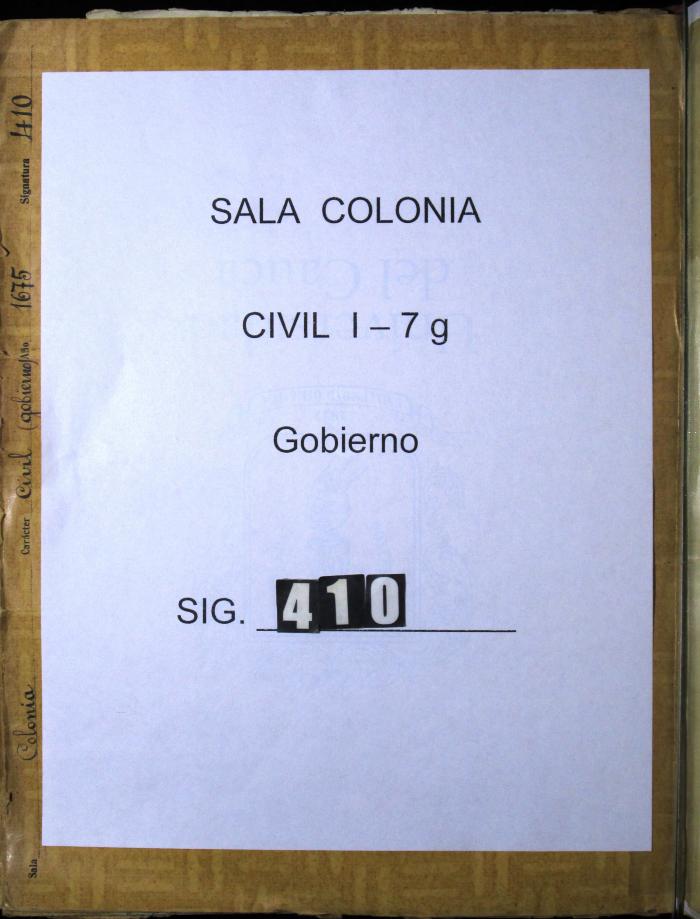 SALA COLONIA
CIVIL I – 7 g
Gobierno
SIG. 410
Sala Colonia Carácter Civil (gobierno) Año 1675 Signatura 410